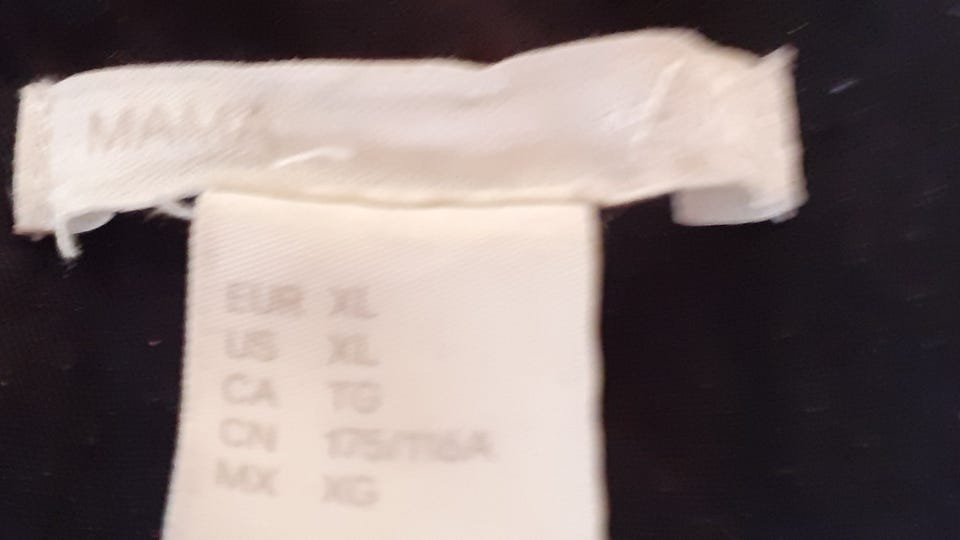 MAMA
EUR XL
US XL
CA TG
CN 175/116A
MX XG